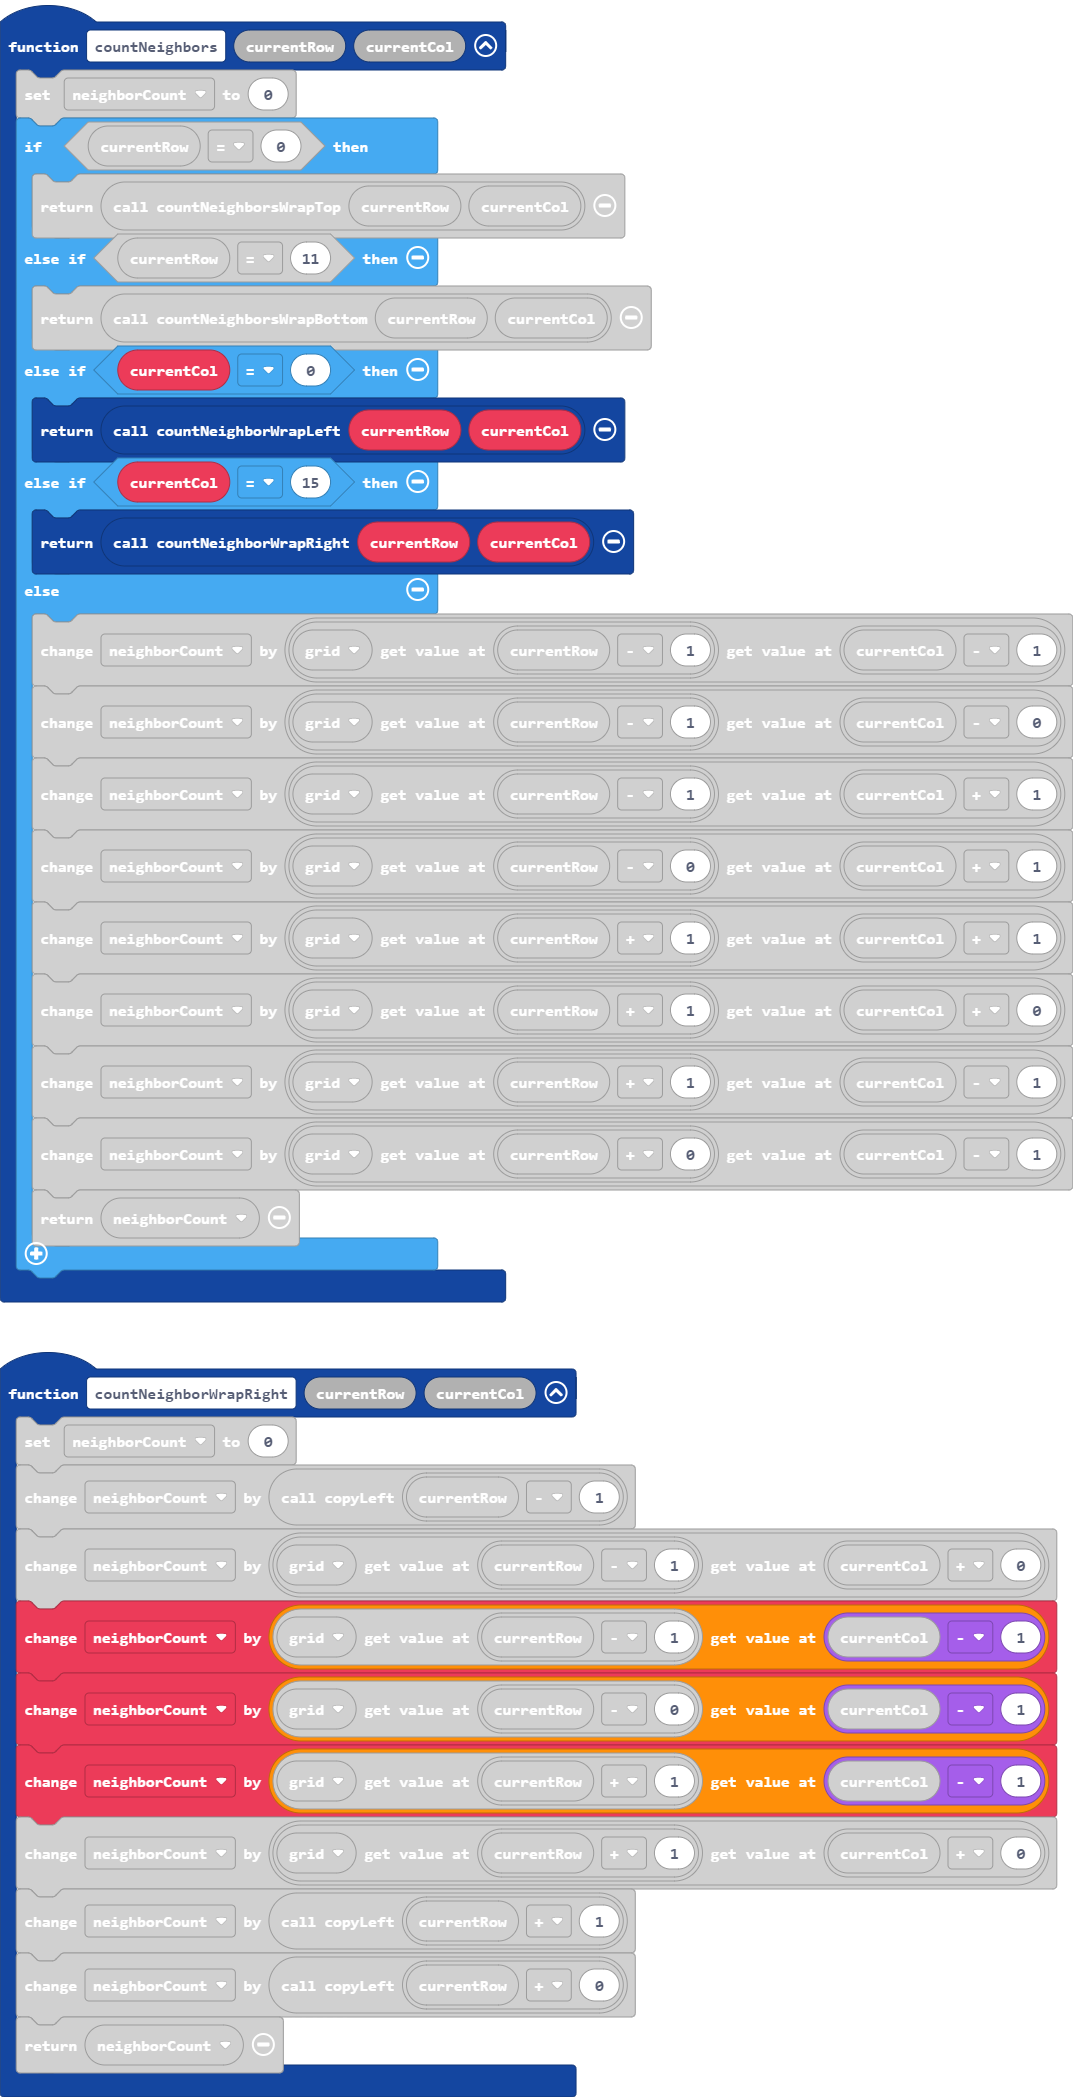 function countNeighbors currentRow currentCol
set neighborCount to 0
if currentRow = 0 then
return call countNeighborsWrapTop currentRow currentCol
else if currentRow = 11 then
return call countNeighborsWrapBottom currentRow currentCol
else if currentCol = 0 then
return call countNeighborWrapLeft currentRow currentCol
else if currentCol = 15 then
return call countNeighborWrapRight currentRow currentCol
else
change neighborCount by grid get value at currentRow - 1 get value at currentCol - 1
change neighborCount by grid get value at currentRow - 1 get value at currentCol - 0
change neighborCount by grid get value at currentRow - 1 get value at currentCol + 1
change neighborCount by grid get value at currentRow - 0 get value at currentCol + 1
change neighborCount by grid get value at currentRow + 1 get value at currentCol + 1
change neighborCount by grid get value at currentRow + 1 get value at currentCol + 0
change neighborCount by grid get value at currentRow + 1 get value at currentCol - 1
change neighborCount by grid get value at currentRow + 0 get value at currentCol - 1
return neighborCount
function countNeighborWrapRight currentRow currentCol
set neighborCount to 0
change neighborCount by call copyLeft currentRow - 1
change neighborCount by grid get value at currentRow - 1 get value at currentCol + 0
change neighborCount by grid get value at currentRow - 1 get value at currentCol - 1
change neighborCount by grid get value at currentRow - 0 get value at currentCol - 1
change neighborCount by grid get value at currentRow + 1 get value at currentCol - 1
change neighborCount by grid get value at currentRow + 1 get value at currentCol + 0
change neighborCount by call copyLeft currentRow + 1
change neighborCount by call copyLeft currentRow + 0
return neighborCount